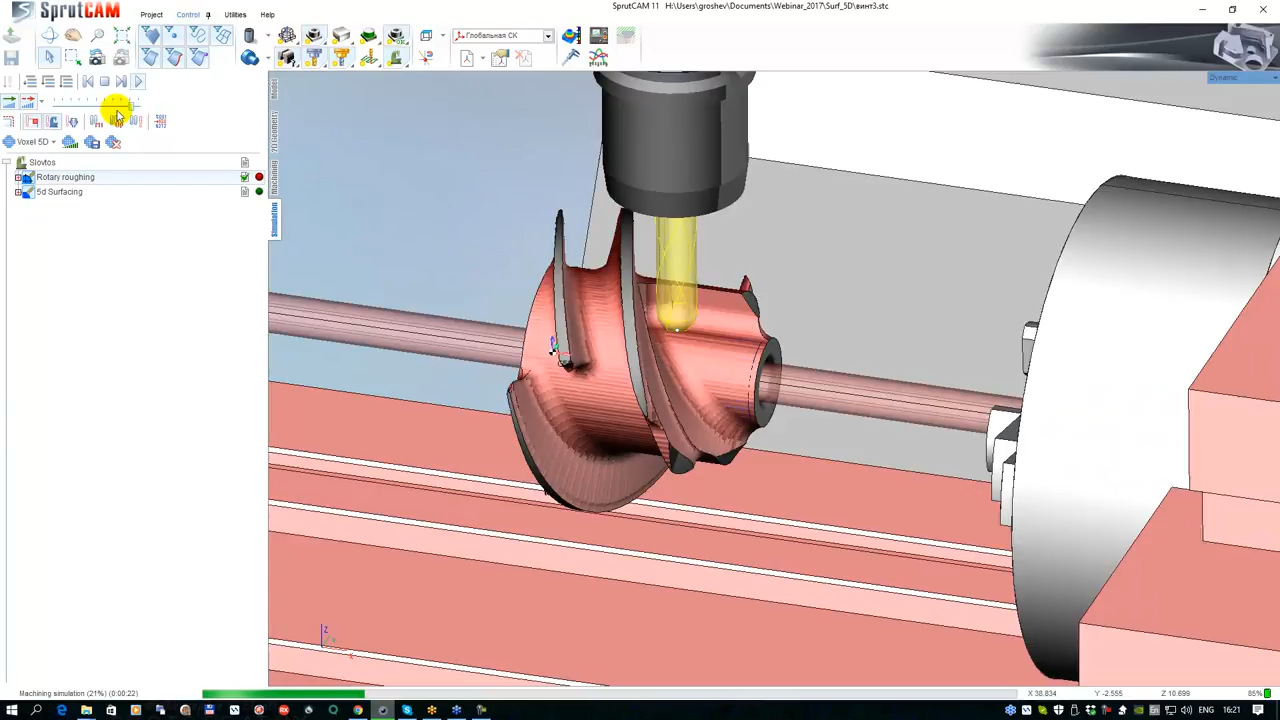 SprutCAM
SprutCAM 11 H:\Users\groshev\Documents\Webinar_2017\Surf_5D\винт3.stc
Project
Control
Utilities
Help
Глобальная СК
Dynamic
Model
2D Geometry
Machining
Simulation
Voxel 5D
Slovtos
Rotary roughing
5d Surfacing
Z
X
Machining simulation (21%) (0:00:22)
X 38.834
Y -2.555
Z 10.699
85%
ENG
16:21